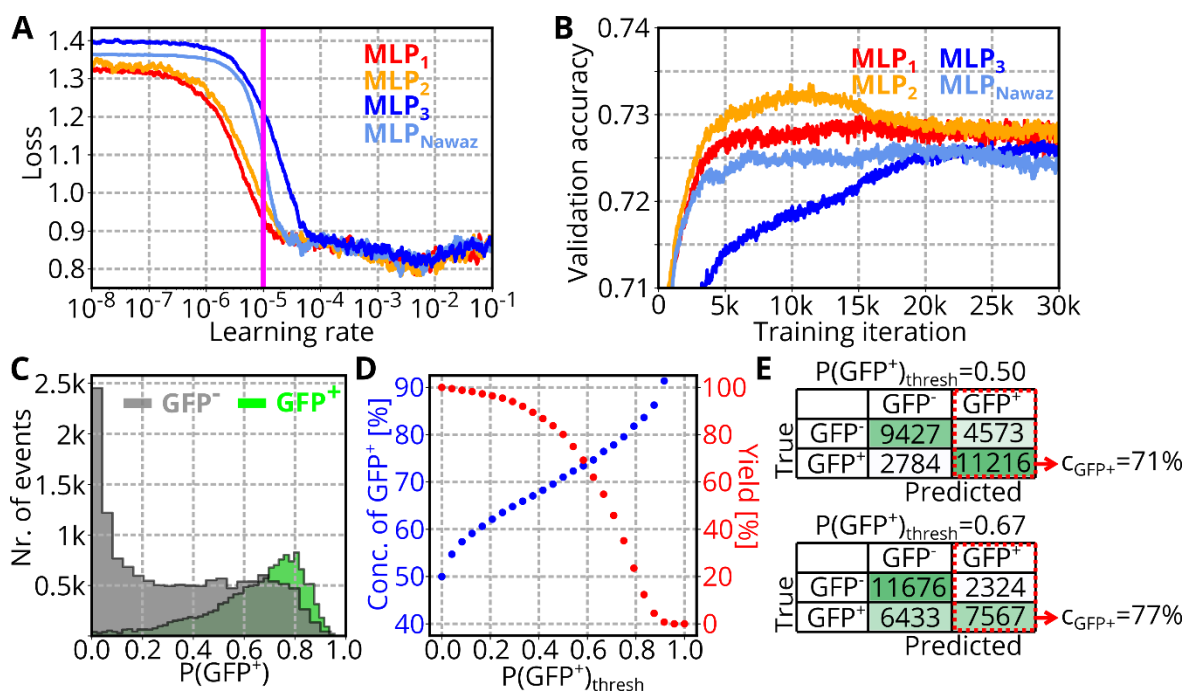 A
Loss
1.4
1.3
1.2
1.1
1.0
0.9
0.8
MLP1
MLP2
MLP3
MLPNawaz
10-8 10-7 10-6 10-5 10-4 10-3 10-2 10-1
Learning rate
B
Validation accuracy
0.74
0.73
0.72
0.71
MLP1 MLP3
MLP2 MLPNawaz
5k 10k 15k 20k 25k 30k
0
Training iteration
C
Nr. of events
2.5k
2k
1.5k
1k
0.5k
GFP- GFP+
0.0 0.2 0.4 0.6 0.8 1.0
P(GFP+)
D
Conc. of GFP+ [%]
90
80
70
60
50
40
100
80
60
40
20
0
Yield [%]
0.0 0.2 0.4 0.6 0.8 1.0
P(GFP+)thresh
E
P(GFP+)thresh=0.50
GFP- GFP+
True
GFP- 9427 4573
GFP+ 2784 11216
cGFP+=71%
Predicted
P(GFP+)thresh=0.67
GFP- GFP+
True
GFP- 11676 2324
GFP+ 6433 7567
cGFP+=77%
Predicted